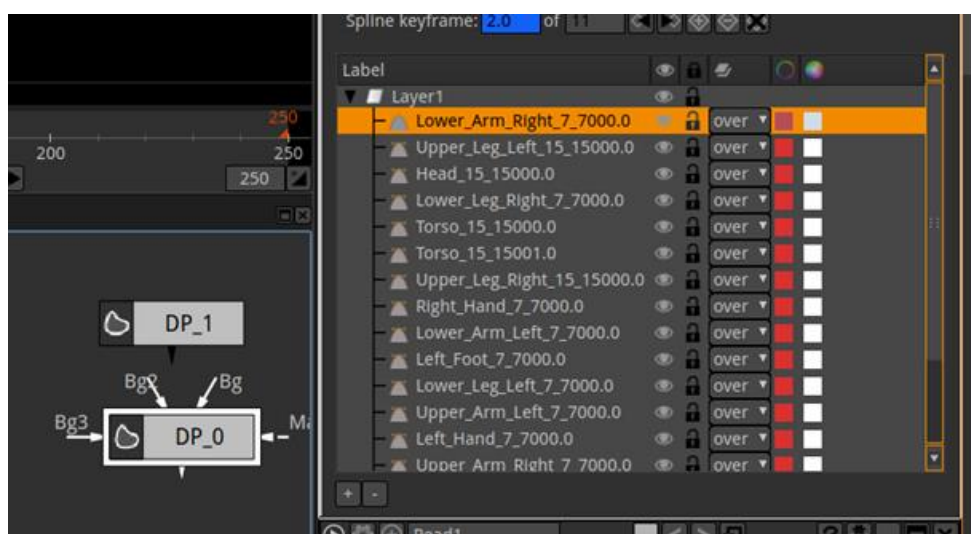 Spline keyframe: 2.0 of 11
Label
Layer1
Lower_Arm_Right_7_7000.0 over
Upper_Leg_Left_15_15000.0 over
Head_15_15000.0 over
Lower_Leg_Right_7_7000.0 over
Torso_15_15000.0 over
Torso_15_15001.0 over
Upper_Leg_Right_15_15000.0 over
Right_Hand_7_7000.0 over
Lower_Arm_Left_7_7000.0 over
Left_Foot_7_7000.0 over
Lower_Leg_Left_7_7000.0 over
Upper_Arm_Left_7_7000.0 over
Left_Hand_7_7000.0 over
Upper_Arm_Right_7_7000.0 over
+ -
Read1
250
200 250
250
DP_1
Bg2 Bg
Bg3 DP_0